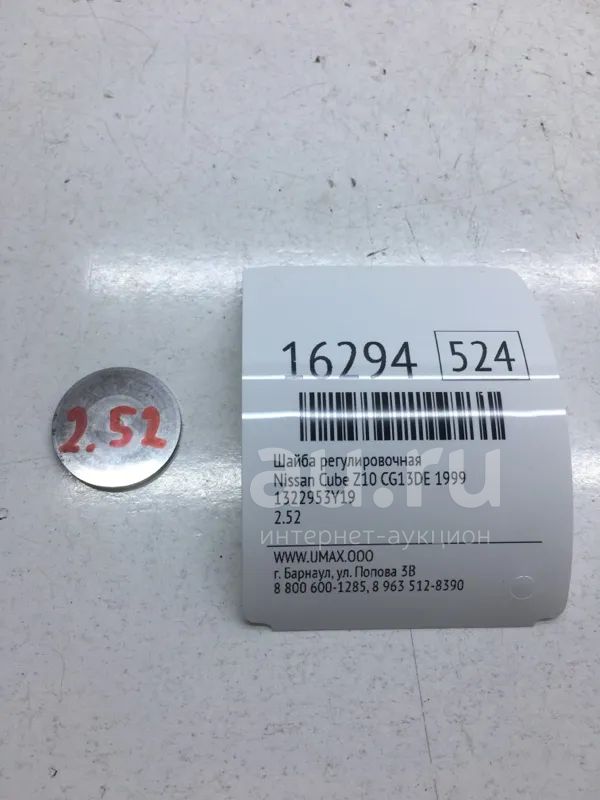 2.52
16294 524
Шайба регулировочная
Nissan Cube Z10 CG13DE 1999
1322953Y19
2.52
au.ru
интернет-аукцион
WWW.UMAX.OOO
г. Барнаул, ул. Попова 3В
8 800 600-1285, 8 963 512-8390